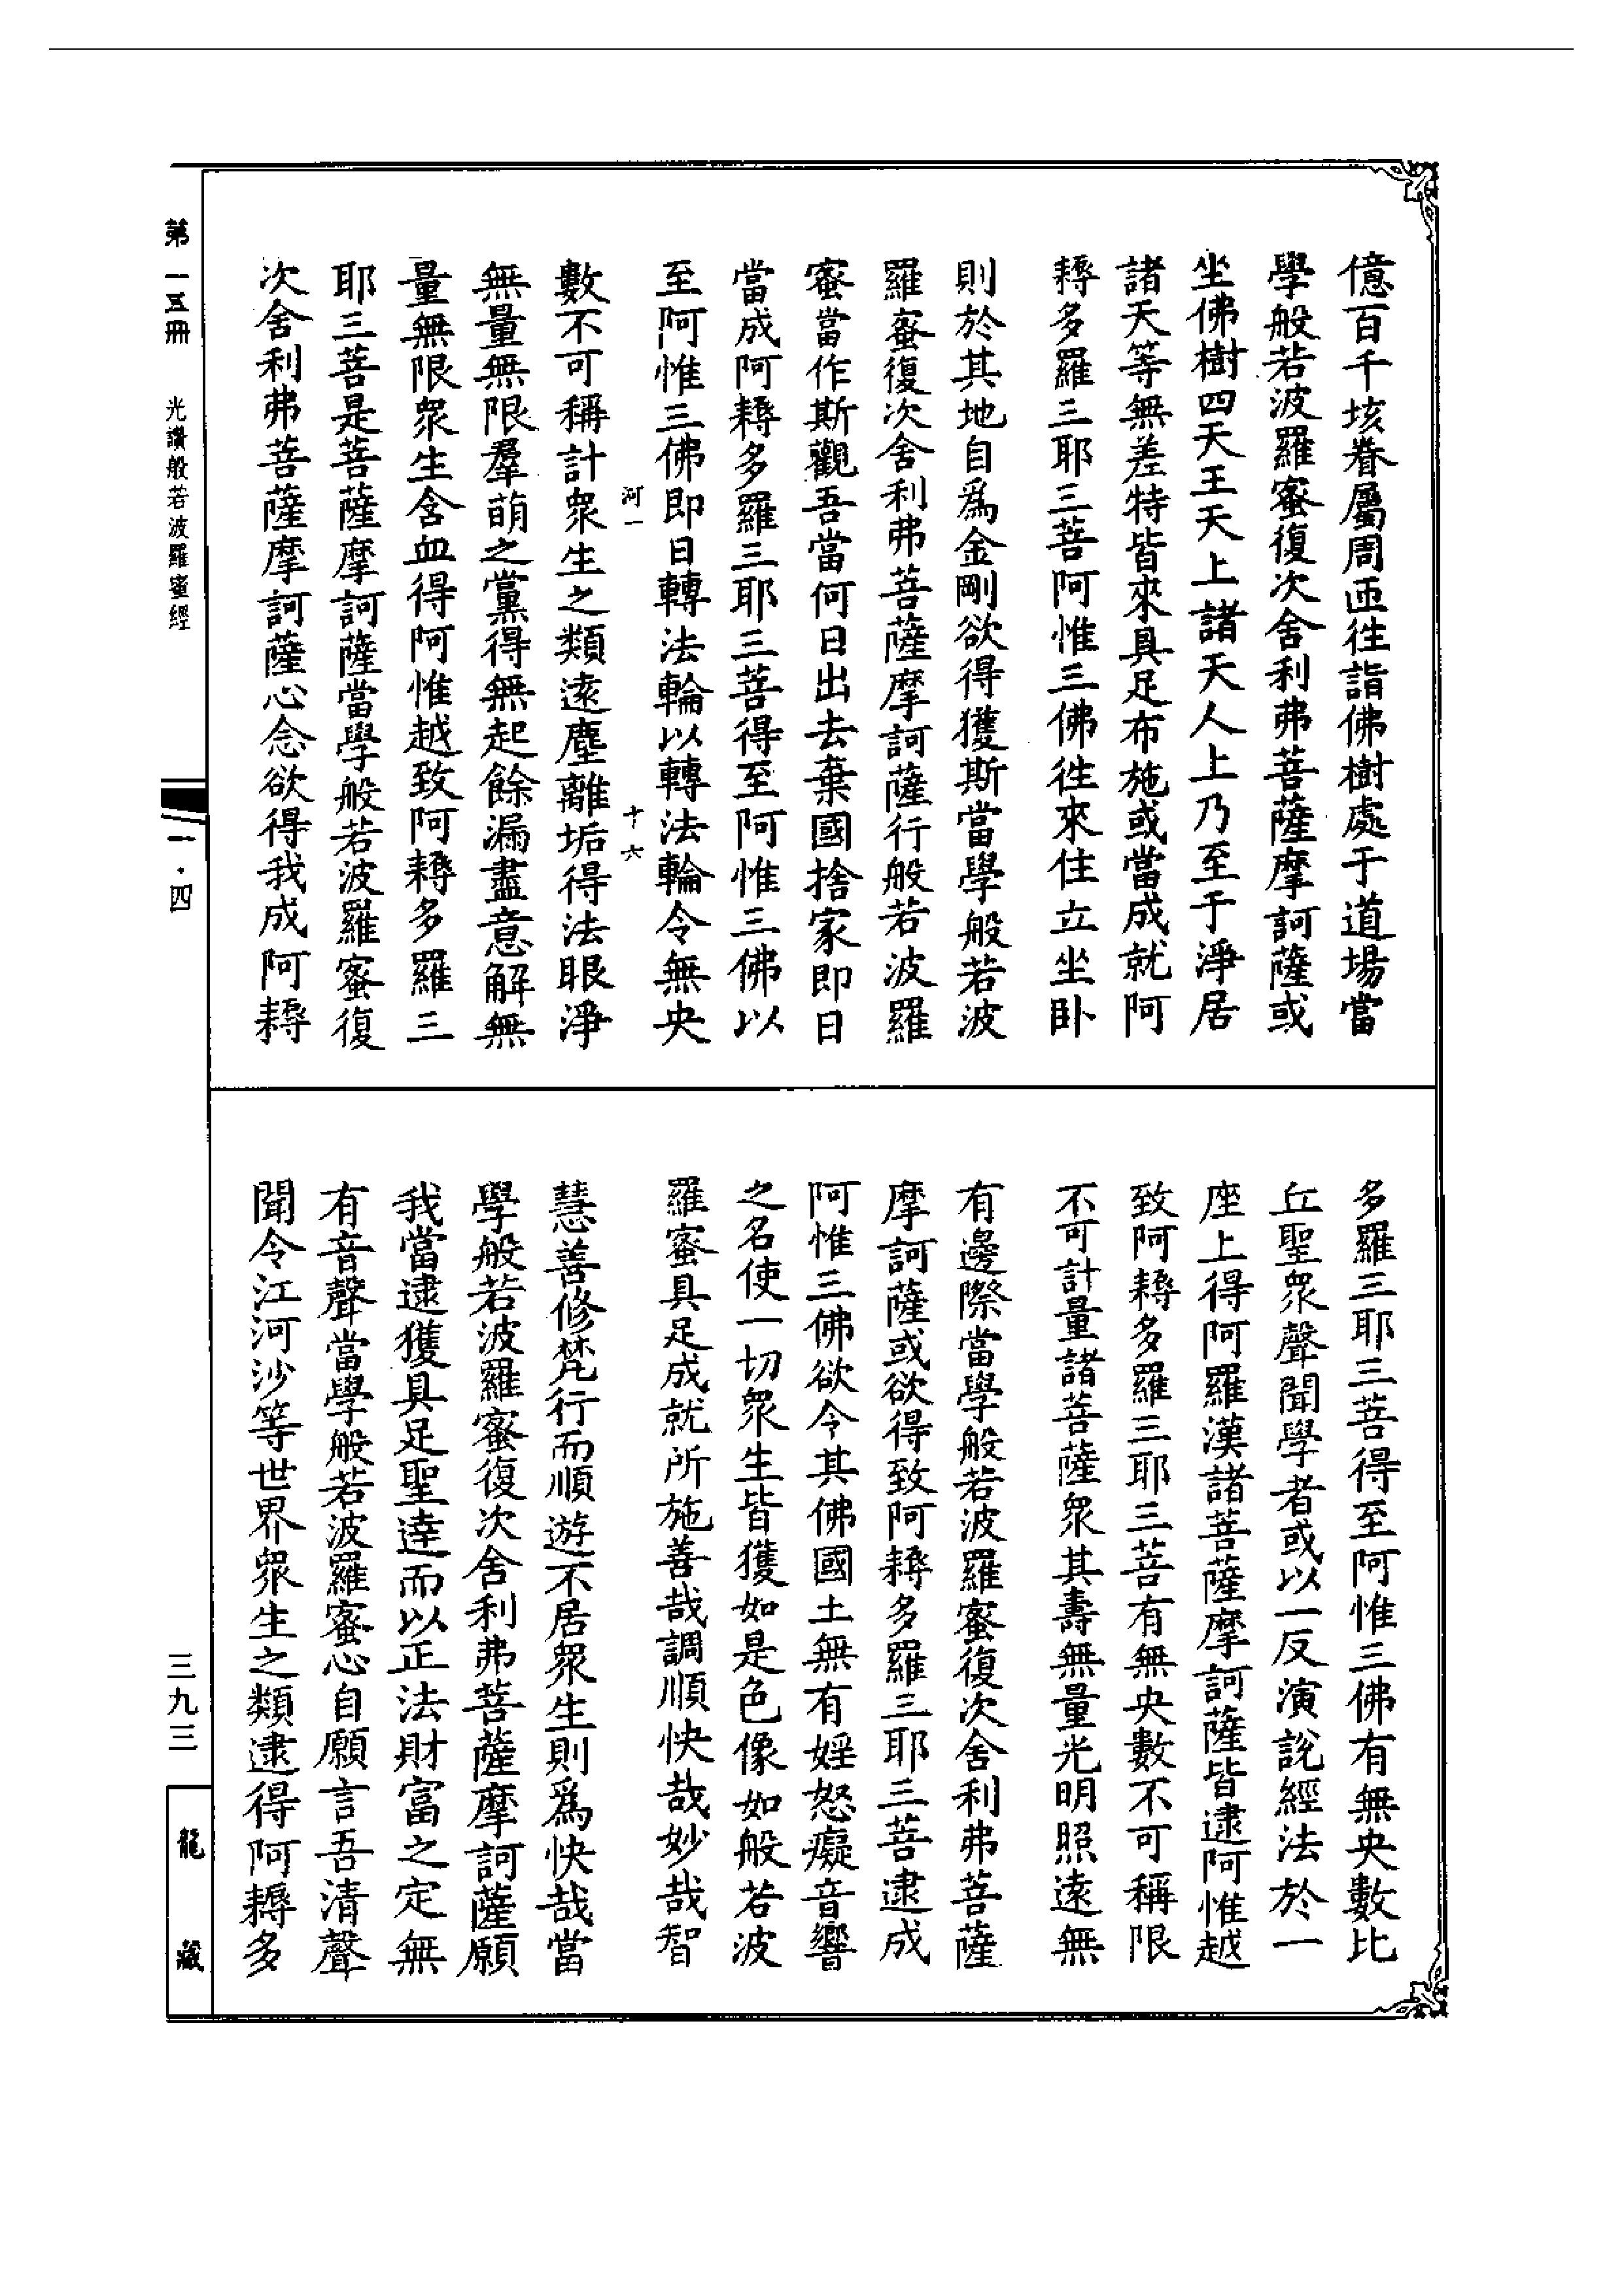 億百千垓眷屬周匝往詣佛樹處于道場當
學般若波羅蜜復次舍利弗菩薩摩訶薩或
坐佛樹四天王天上諸天人上乃至于淨居
諸天等無差特皆來具足布施或當成就阿
耨多羅三耶三菩阿惟三佛往來住立坐卧
則於其地自爲金剛欲得獲斯當學般若波
羅蜜復次舍利弗菩薩摩訶薩行般若波羅
蜜當作斯觀吾當何日出去棄國捨家即日
當成阿耨多羅三耶三菩得至阿惟三佛以
至阿惟三佛即日轉法輪以轉法輪令無央
河一 十六
數不可稱計衆生之類遠塵離垢得法眼淨
無量無限羣萌之黨得無起餘漏盡意解無
量無限衆生含血得阿惟越致阿耨多羅三
耶三菩是菩薩摩訶薩當學般若波羅蜜復
次舍利弗菩薩摩訶薩心念欲得我成阿耨
多羅三耶三菩得至阿惟三佛有無央數比
丘聖衆聲聞學者或以一反演說經法於一
座上得阿羅漢諸菩薩摩訶薩皆逮阿惟越
致阿耨多羅三耶三菩有無央數不可稱限
不可計量諸菩薩衆其壽無量光明照遠無
有邊際當學般若波羅蜜復次舍利弗菩薩
摩訶薩或欲得致阿耨多羅三耶三菩逮成
阿惟三佛欲令其佛國土無有婬怒癡音響
之名使一切衆生皆獲如是色像如般若波
羅蜜具足成就所施善哉調順快哉妙哉智
慧善修梵行而順遊不居衆生則爲快哉當
學般若波羅蜜復次舍利弗菩薩摩訶薩願
我當逮獲具足聖達而以正法財富之定無
有音聲當學般若波羅蜜心自願言吾清聲
聞令江河沙等世界衆生之類逮得阿耨多
第一五冊 光讚般若波羅蜜經
一·四
三九三
龍藏